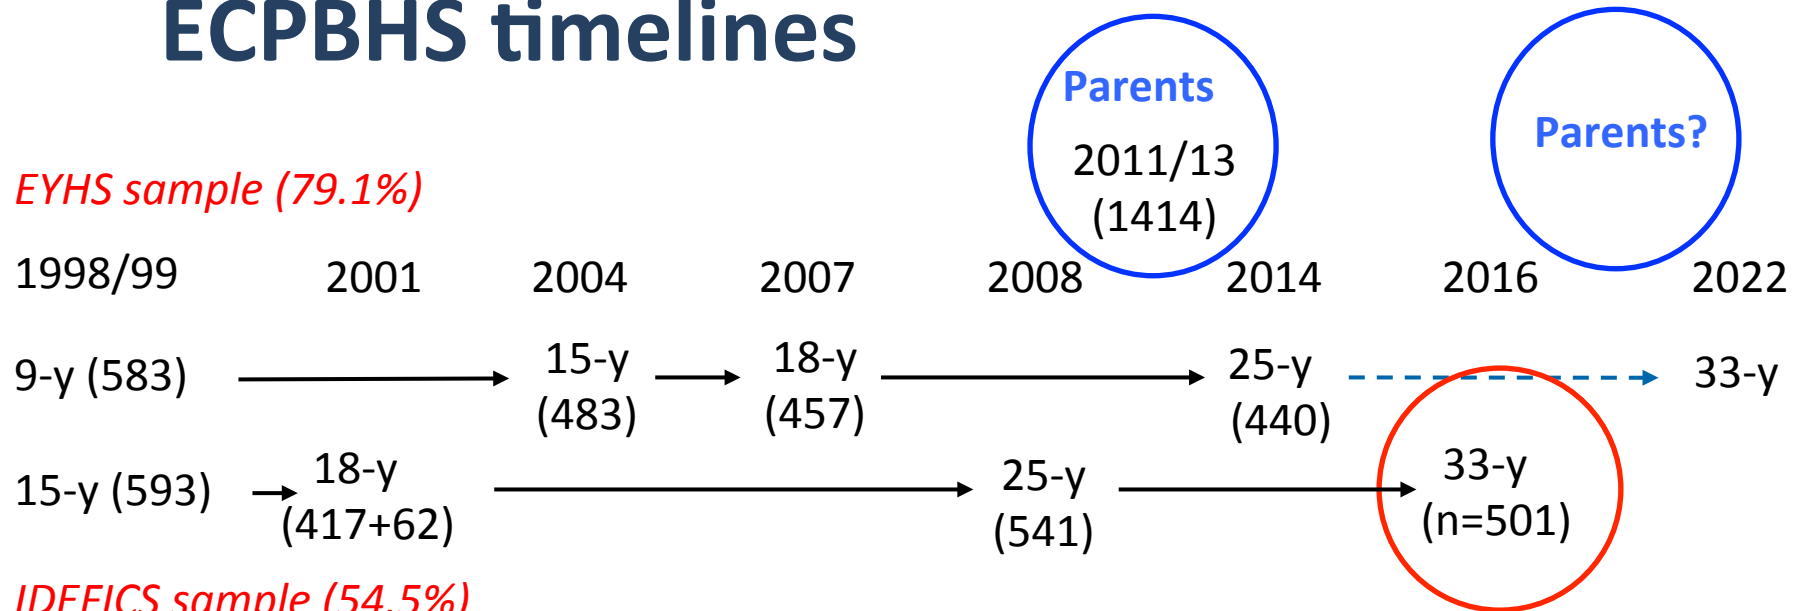 ECPBHS timelines
Parents
2011/13
(1414)
Parents?
EYHS sample (79.1%)
1998/99 2001 2004 2007 2008 2014 2016 2022
9-y (583) 15-y (483) 18-y (457) 25-y (440) 33-y
15-y (593) 18-y (417+62) 25-y (541) 33-y (n=501)
IDEFICS sample (54.5%)